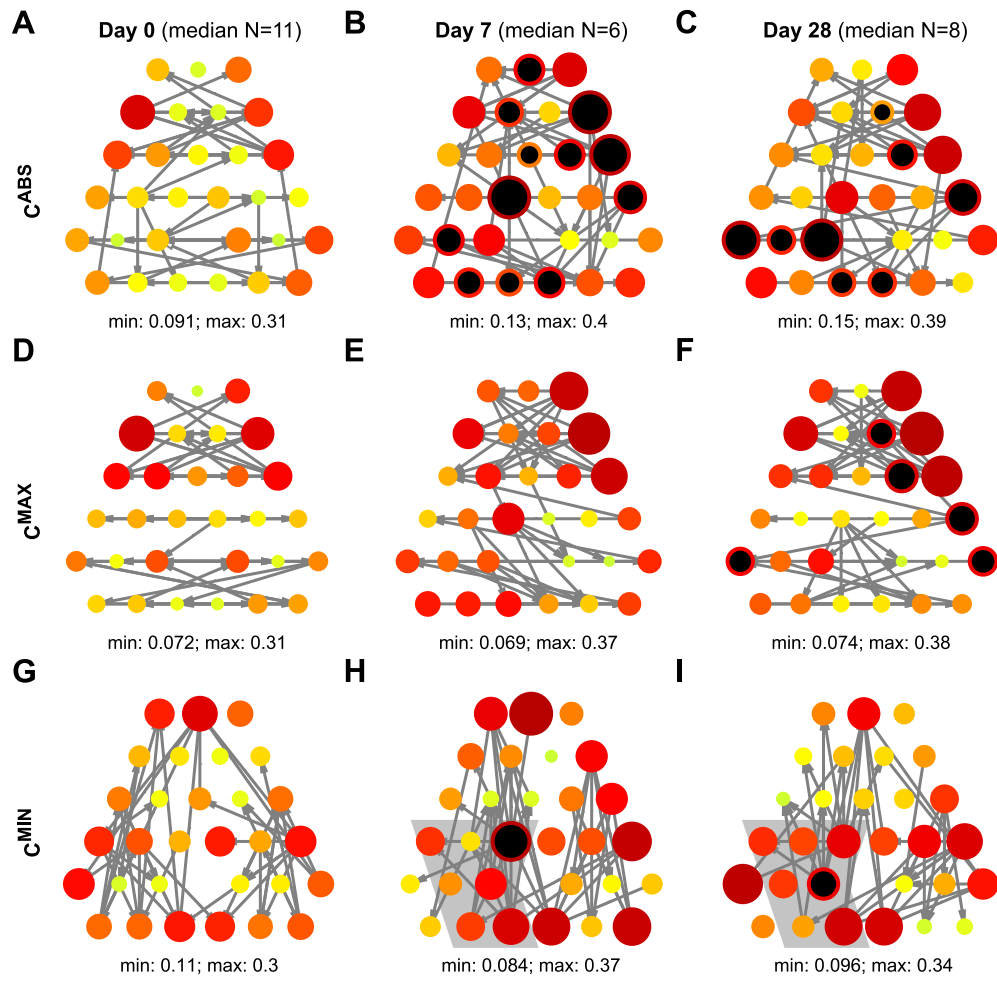 A Day 0 (median N=11)
B Day 7 (median N=6)
C Day 28 (median N=8)
CABS
min: 0.091; max: 0.31
min: 0.13; max: 0.4
min: 0.15; max: 0.39
D
E
F
CMAX
min: 0.072; max: 0.31
min: 0.069; max: 0.37
min: 0.074; max: 0.38
G
H
I
CMIN
min: 0.11; max: 0.3
min: 0.084; max: 0.37
min: 0.096; max: 0.34